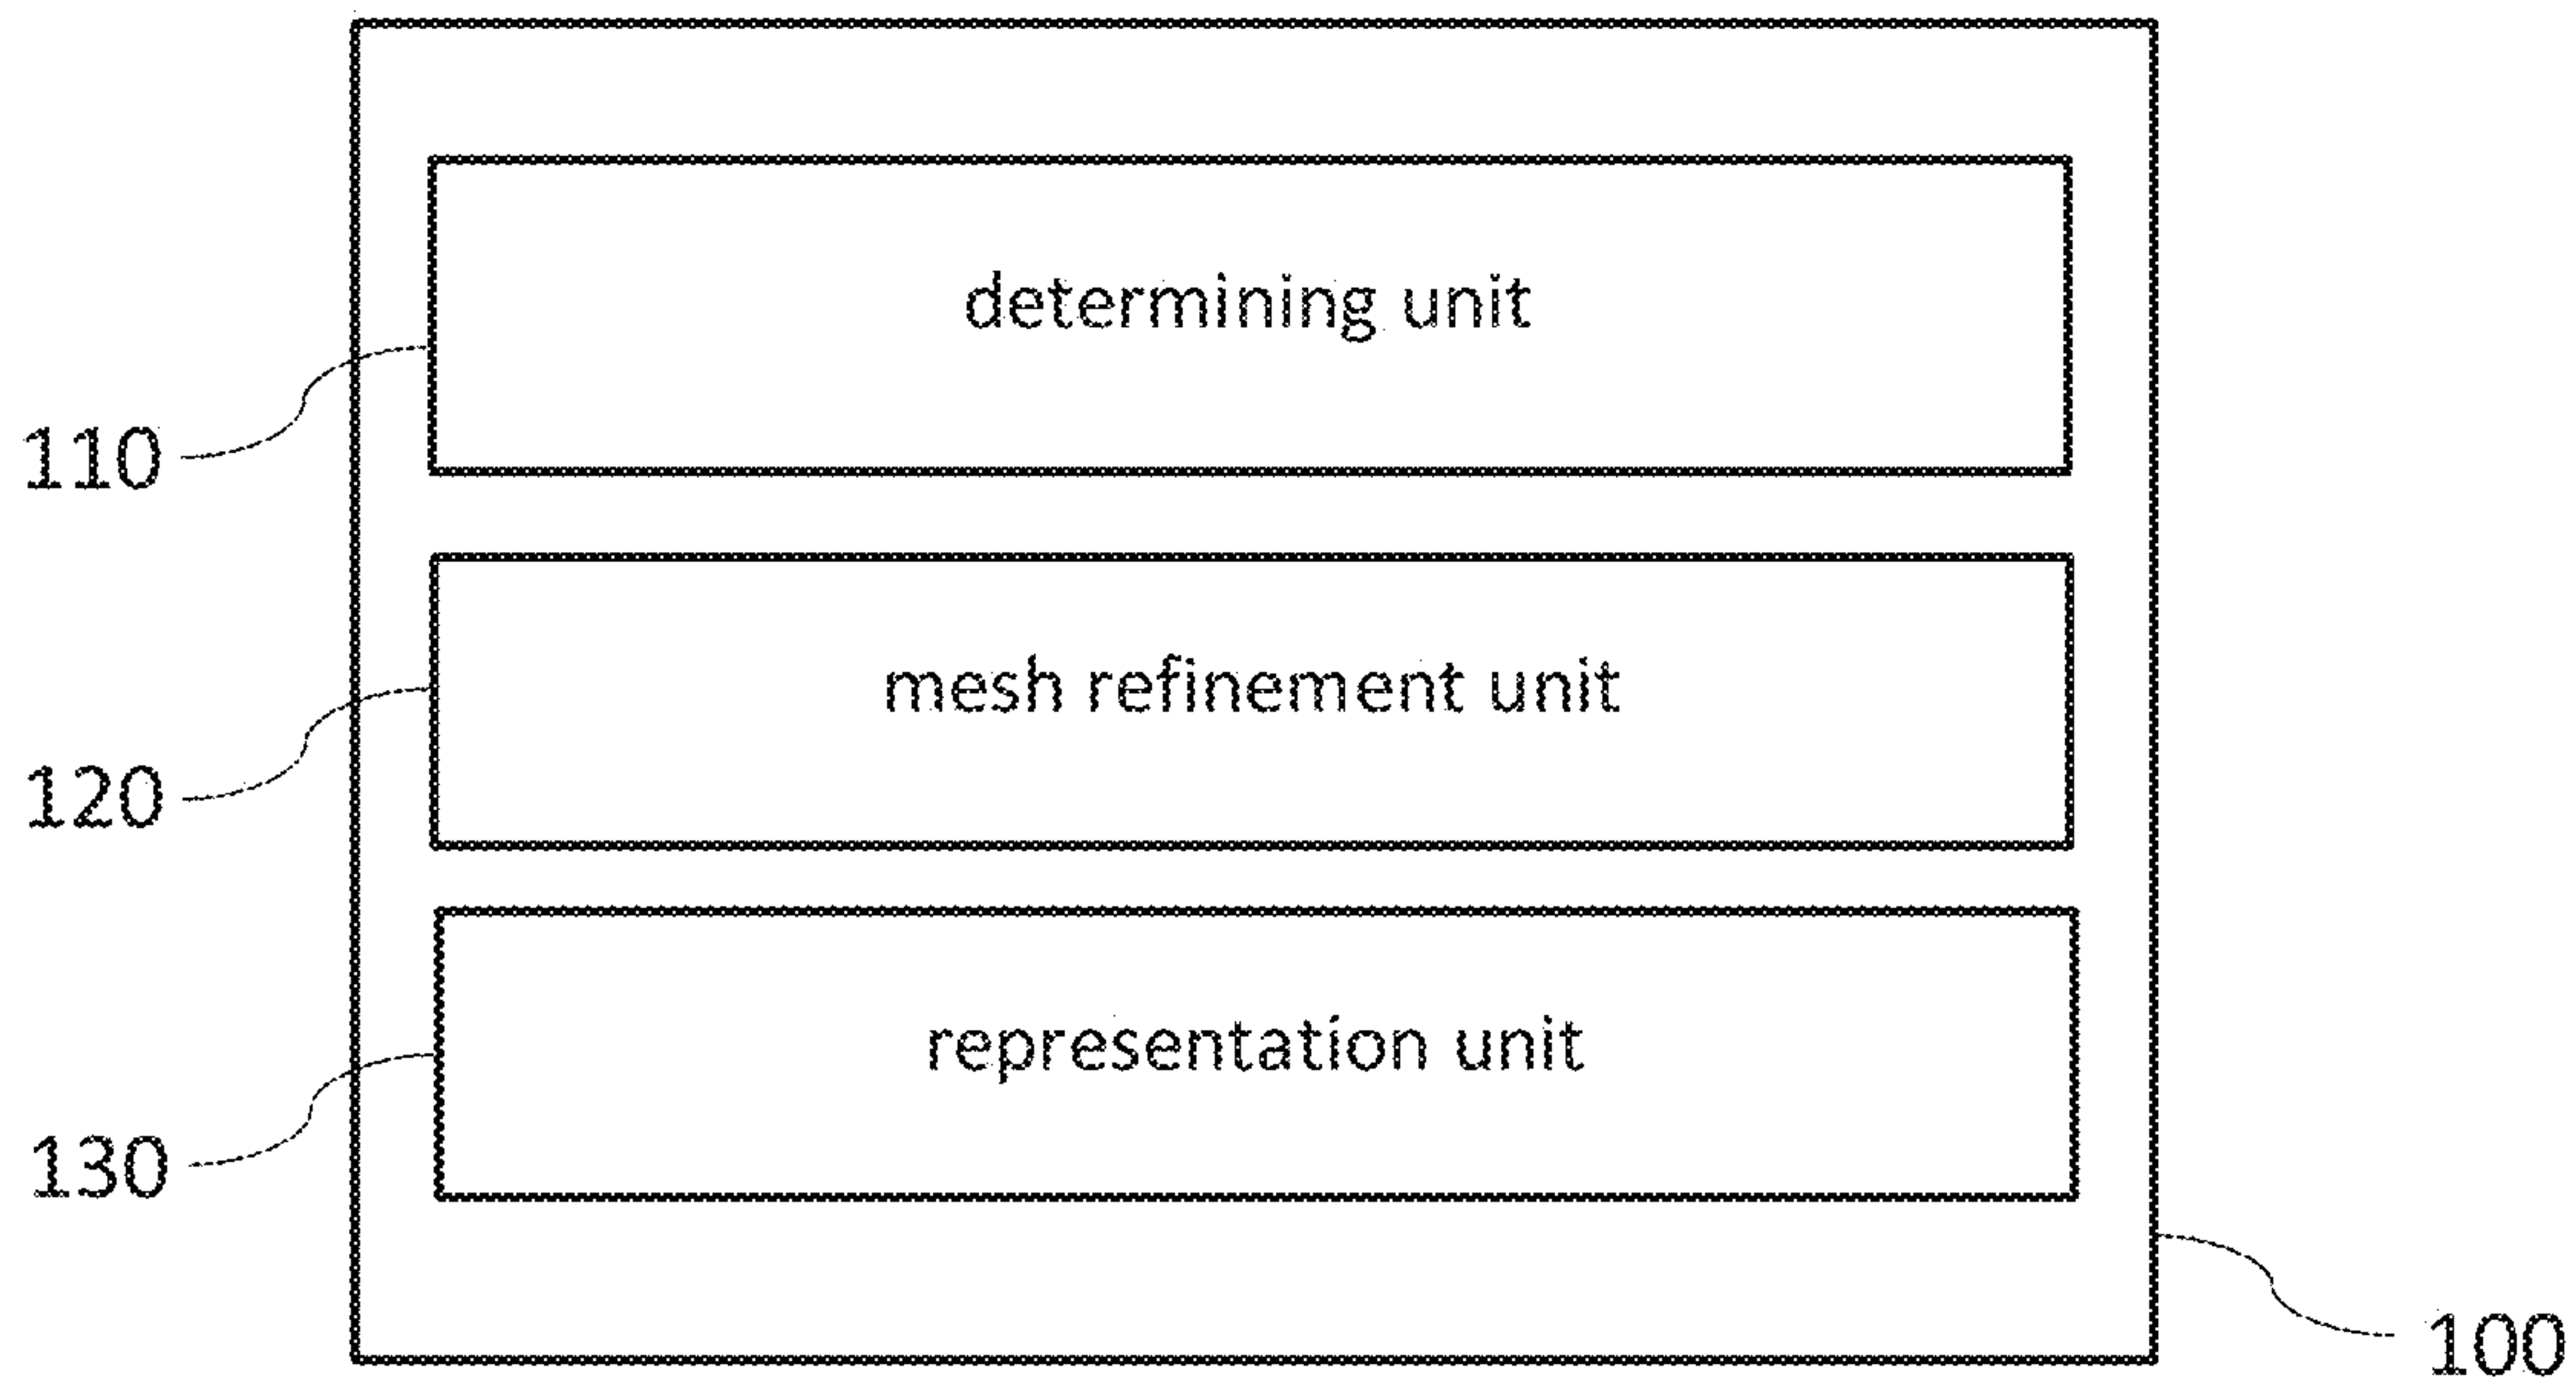 determining unit
110
mesh refinement unit
120
representation unit
130
100